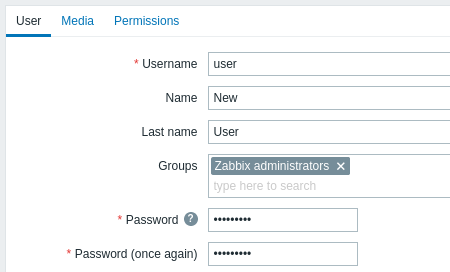 User Media Permissions
* Username user
Name New
Last name User
Groups Zabbix administrators ×
type here to search
* Password ? •••••••••
* Password (once again) •••••••••